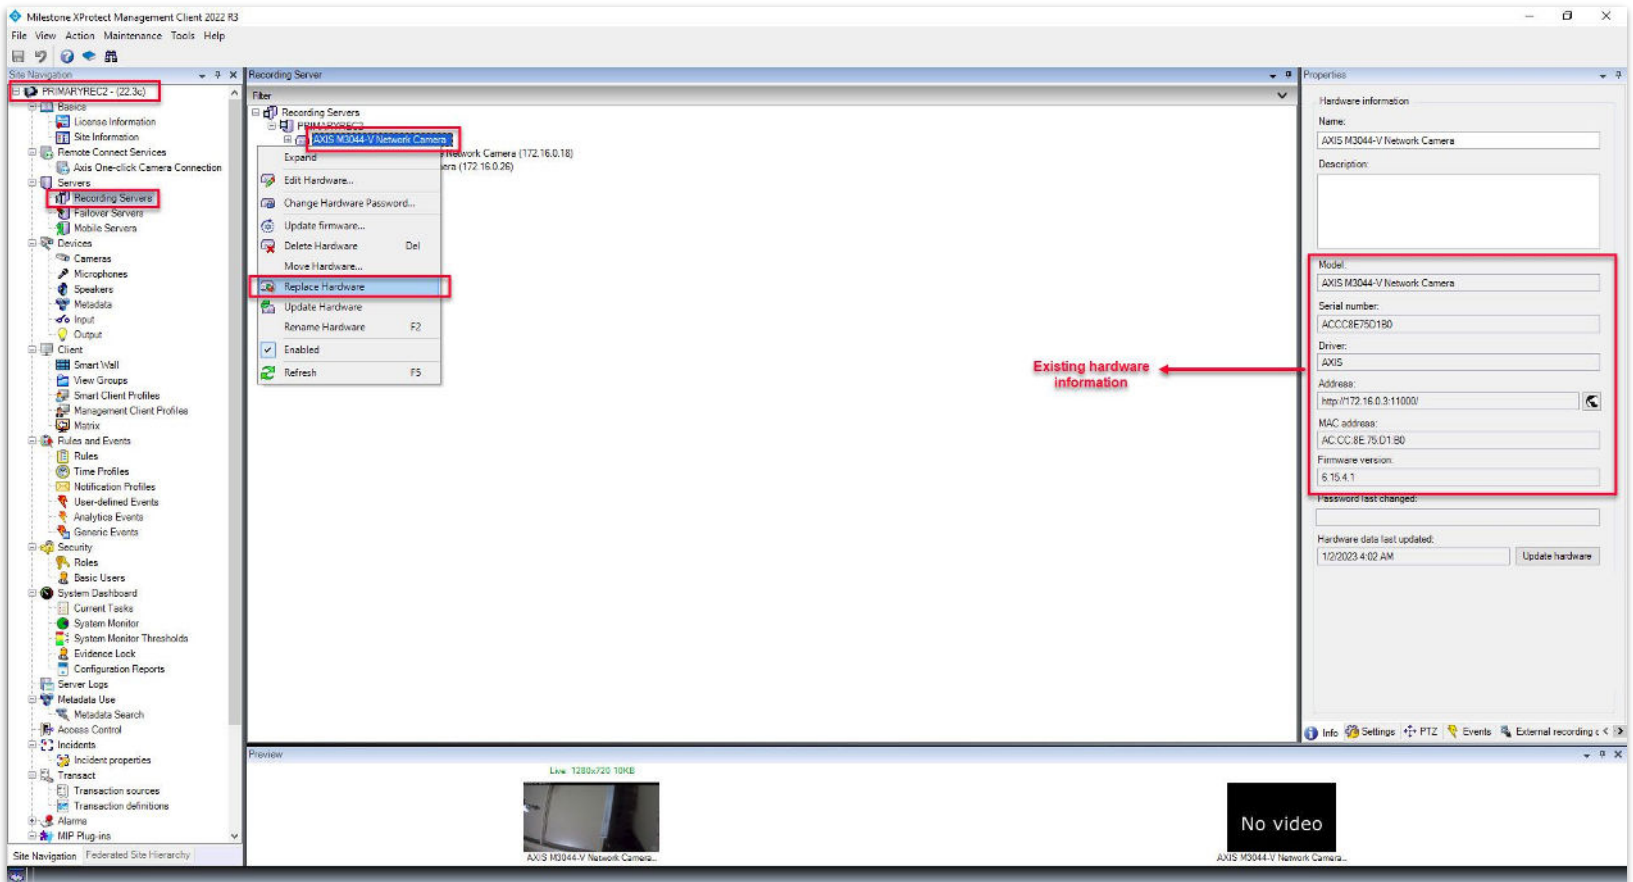 Milestone XProtect Management Client 2022 R3
File View Action Maintenance Tools Help
Site Navigation
PRIMARYREC2 - (22.3c)
Basics
License Information
Site Information
Remote Connect Services
Axis One-click Camera Connection
Servers
Recording Servers
Failover Servers
Mobile Servers
Devices
Cameras
Microphones
Speakers
Metadata
Input
Output
Client
Smart Wall
View Groups
Smart Client Profiles
Management Client Profiles
Matrix
Rules and Events
Rules
Time Profiles
Notification Profiles
User-defined Events
Analytics Events
Generic Events
Security
Roles
Basic Users
System Dashboard
Current Tasks
System Monitor
System Monitor Thresholds
Evidence Lock
Configuration Reports
Server Logs
Metadata Use
Metadata Search
Access Control
Incidents
Incident properties
Transact
Transaction sources
Transaction definitions
Alarms
MIP Plug-ins
Site Navigation Federated Site Hierarchy
Recording Server
Filter
Recording Servers
PRIMARYREC2
AXIS M3044-V Network Camera
Network Camera (172.16.0.18)
era (172.16.0.26)
Expand
Edit Hardware...
Change Hardware Password...
Update firmware...
Delete Hardware Del
Move Hardware...
Replace Hardware
Update Hardware
Rename Hardware F2
Enabled
Refresh F5
Existing hardware
information
Properties
Hardware information
Name:
AXIS M3044-V Network Camera
Description:
Model:
AXIS M3044-V Network Camera
Serial number:
ACCC8E75D1B0
Driver:
AXIS
Address:
http://172.16.0.3:11000/
MAC address:
AC:CC:8E:75:D1:B0
Firmware version:
6.15.4.1
Password last changed:
Hardware data last updated:
1/2/2023 4:02 AM
Update hardware
Info Settings PTZ Events External recording c
Preview
Live: 1280x720 10KB
AXIS M3044-V Network Camera...
No video
AXIS M3044-V Network Camera...